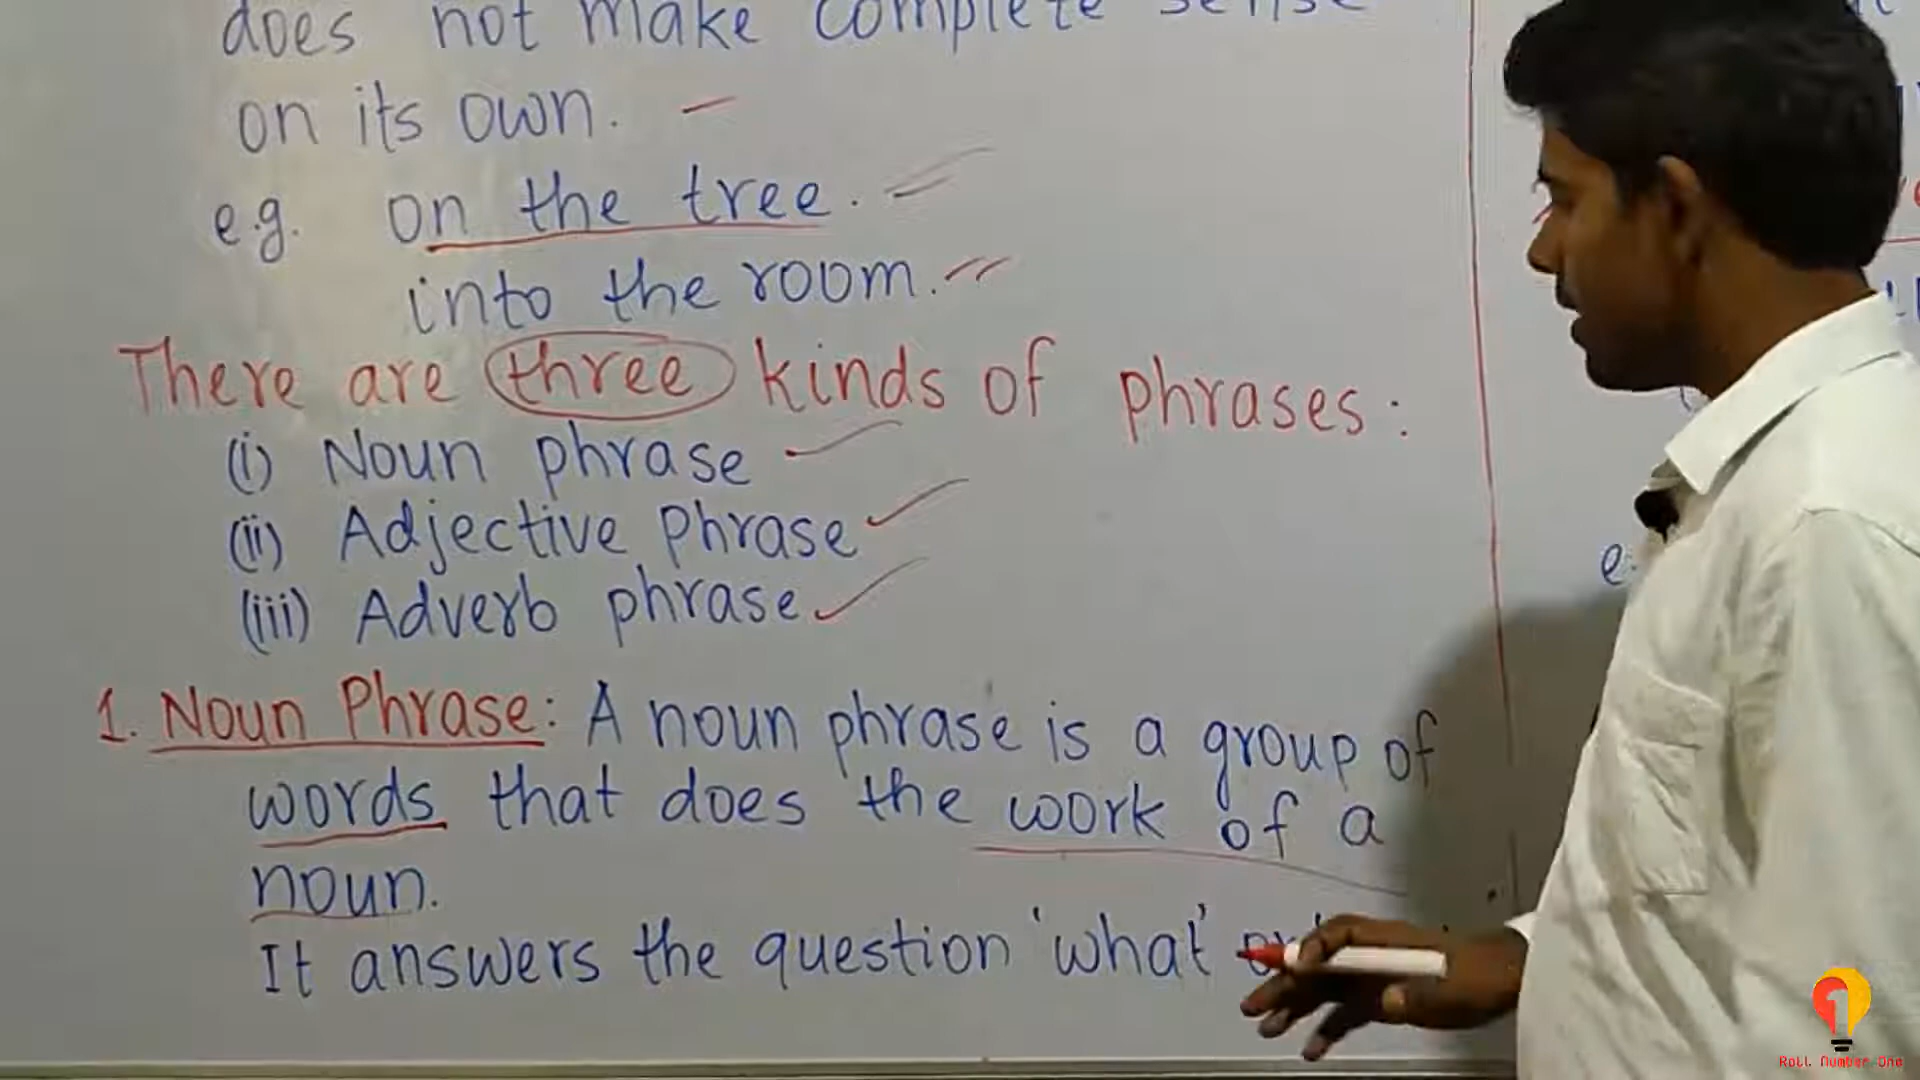 does not make complete sense
on its own.
e.g. on the tree.
into the room.
There are three kinds of phrases:
(i) Noun phrase
(ii) Adjective Phrase
(iii) Adverb phrase
1. Noun Phrase: A noun phrase is a group of
words that does the work of a
noun.
It answers the question 'what' or
Roll Number One